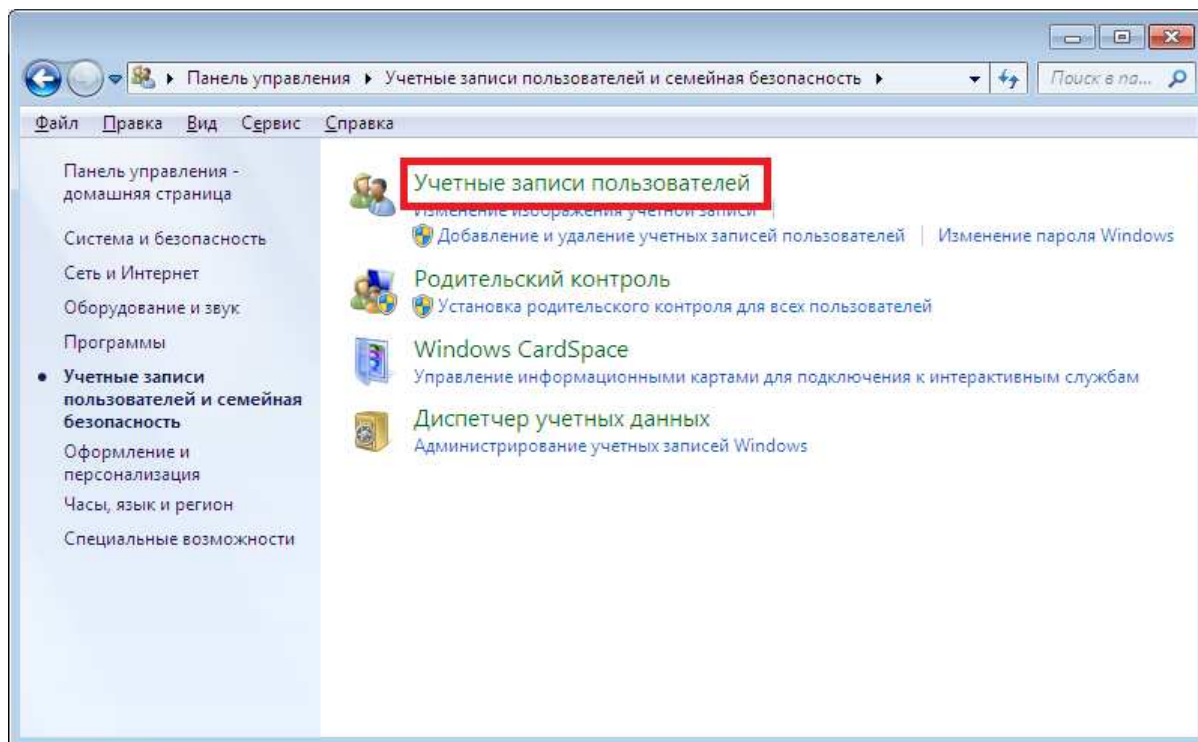 Панель управления ▸ Учетные записи пользователей и семейная безопасность ▸
Поиск в па...
Файл Правка Вид Сервис Справка
Панель управления -
домашняя страница
Система и безопасность
Сеть и Интернет
Оборудование и звук
Программы
Учетные записи
пользователей и семейная
безопасность
Оформление и
персонализация
Часы, язык и регион
Специальные возможности
Учетные записи пользователей
Изменение изображения учетной записи
Добавление и удаление учетных записей пользователей
Изменение пароля Windows
Родительский контроль
Установка родительского контроля для всех пользователей
Windows CardSpace
Управление информационными картами для подключения к интерактивным службам
Диспетчер учетных данных
Администрирование учетных записей Windows